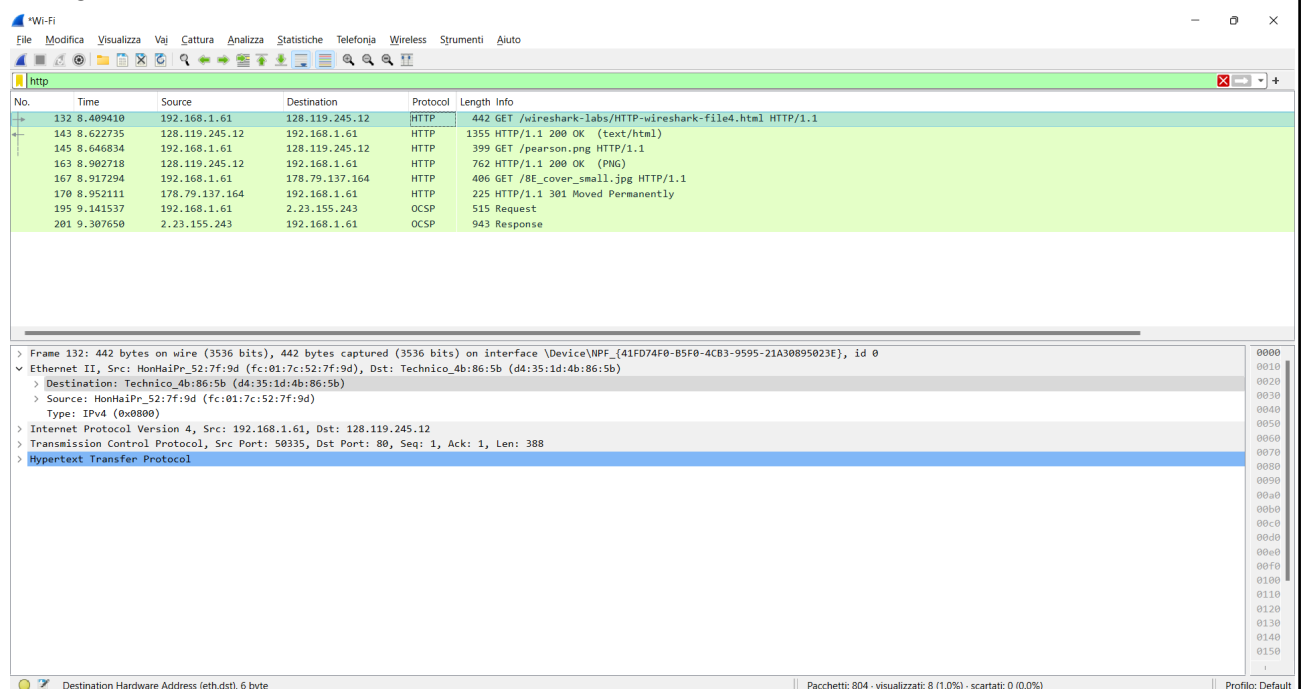 *Wi-Fi
File Modifica Visualizza Vai Cattura Analizza Statistiche Telefonia Wireless Strumenti Aiuto
http
No. Time Source Destination Protocol Length Info
132 8.409410 192.168.1.61 128.119.245.12 HTTP 442 GET /wireshark-labs/HTTP-wireshark-file4.html HTTP/1.1
143 8.622735 128.119.245.12 192.168.1.61 HTTP 1355 HTTP/1.1 200 OK (text/html)
145 8.646834 192.168.1.61 128.119.245.12 HTTP 399 GET /pearson.png HTTP/1.1
163 8.902718 128.119.245.12 192.168.1.61 HTTP 762 HTTP/1.1 200 OK (PNG)
167 8.917294 192.168.1.61 178.79.137.164 HTTP 406 GET /8E_cover_small.jpg HTTP/1.1
170 8.952111 178.79.137.164 192.168.1.61 HTTP 225 HTTP/1.1 301 Moved Permanently
195 9.141537 192.168.1.61 2.23.155.243 OCSP 515 Request
201 9.307650 2.23.155.243 192.168.1.61 OCSP 943 Response
Frame 132: 442 bytes on wire (3536 bits), 442 bytes captured (3536 bits) on interface \Device\NPF_{41FD74F0-B5F0-4CB3-9595-21A30895023E}, id 0
Ethernet II, Src: HonHaiPr_52:7f:9d (fc:01:7c:52:7f:9d), Dst: Technico_4b:86:5b (d4:35:1d:4b:86:5b)
Destination: Technico_4b:86:5b (d4:35:1d:4b:86:5b)
Source: HonHaiPr_52:7f:9d (fc:01:7c:52:7f:9d)
Type: IPv4 (0x0800)
Internet Protocol Version 4, Src: 192.168.1.61, Dst: 128.119.245.12
Transmission Control Protocol, Src Port: 50335, Dst Port: 80, Seq: 1, Ack: 1, Len: 388
Hypertext Transfer Protocol
0000
0010
0020
0030
0040
0050
0060
0070
0080
0090
00a0
00b0
00c0
00d0
00e0
00f0
0100
0110
0120
0130
0140
0150
Destination Hardware Address (eth.dst), 6 byte
Pacchetti: 804 · visualizzati: 8 (1.0%) · scartati: 0 (0.0%)
Profilo: Default